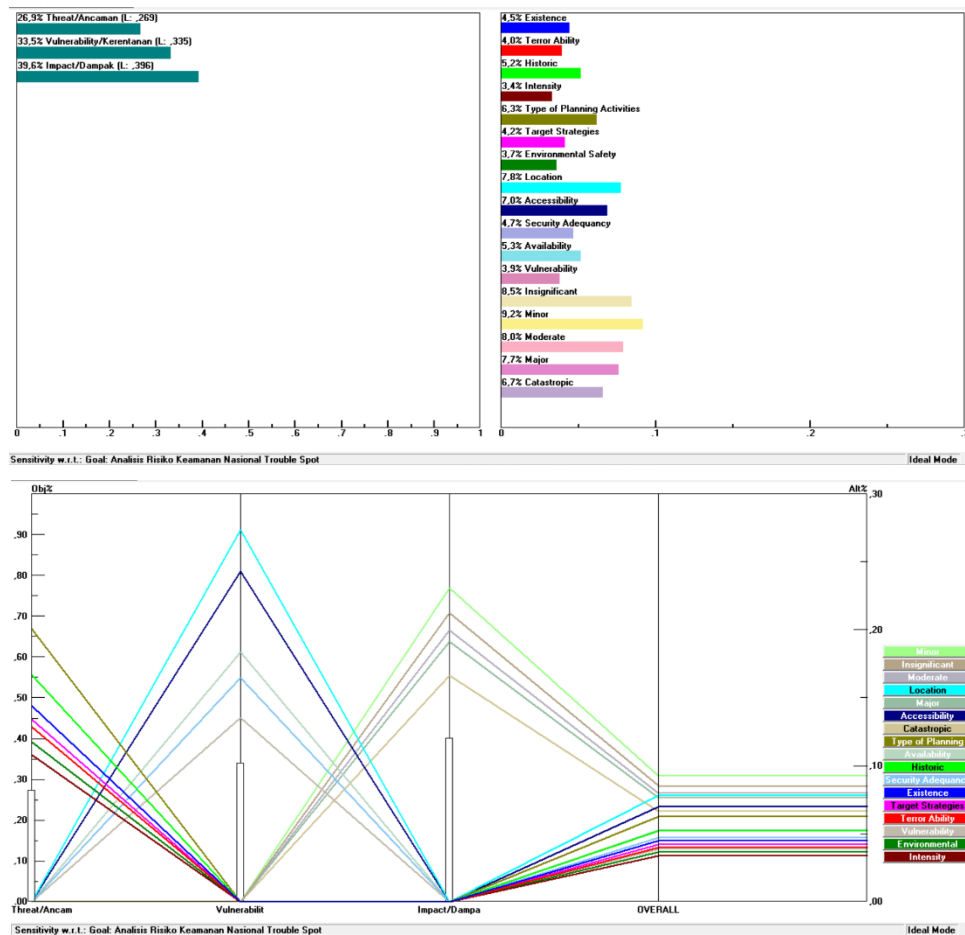 26,9% Threat/Ancaman (L: ,269)
33,5% Vulnerability/Kerentanan (L: ,335)
39,6% Impact/Dampak (L: ,396)
0 .1 .2 .3 .4 .5 .6 .7 .8 .9 1
4,5% Existence
4,0% Terror Ability
5,2% Historic
3,4% Intensity
6,3% Type of Planning Activities
4,2% Target Strategies
3,7% Environmental Safety
7,8% Location
7,0% Accessibility
4,7% Security Adequancy
5,3% Availability
3,9% Vulnerability
8,5% Insignificant
9,2% Minor
8,0% Moderate
7,7% Major
6,7% Catastropic
0 .1 .2 .3
Sensitivity w.r.t.: Goal: Analisis Risiko Keamanan Nasional Trouble Spot
Ideal Mode
Obj%
,90
,80
,70
,60
,50
,40
,30
,20
,10
,00
Alt%
,30
,20
,10
,00
Threat/Ancam
Vulnerabilit
Impact/Dampa
OVERALL
Minor
Insignificant
Moderate
Location
Major
Accessibility
Catastropic
Type of Planning
Availability
Historic
Security Adequanc
Existence
Target Strategies
Terror Ability
Vulnerability
Environmental
Intensity
Sensitivity w.r.t.: Goal: Analisis Risiko Keamanan Nasional Trouble Spot
Ideal Mode